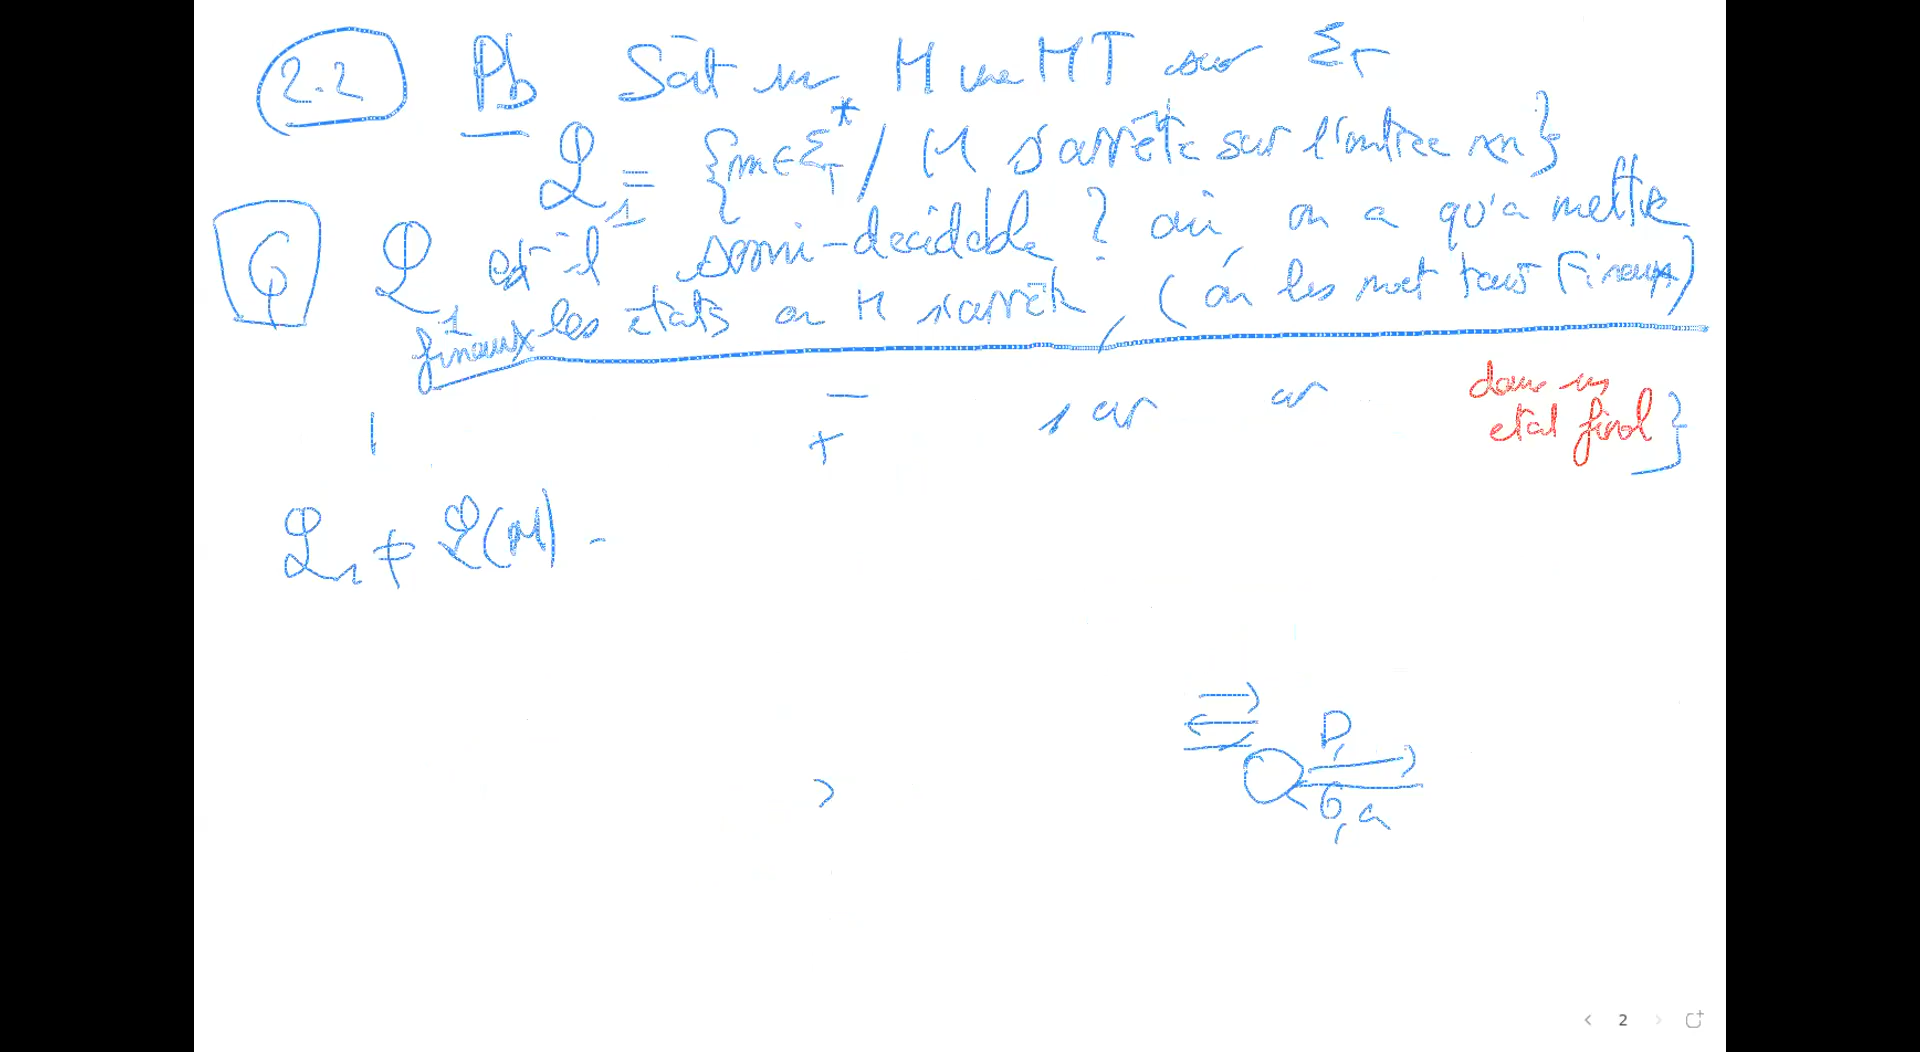 2.2 Pb Soit un M une MT sur Σ_T
L_1 = {m ∈ Σ_T^* / M s'arrête sur l'entrée m}
Q L_1 est-il semi-décidable ? oui on a qu'a mettre
finaux les états où M s'arrête, (on les met tous Finaux)
dans un
état final }
L_1 ≠ L(M)
P,
6, a
2